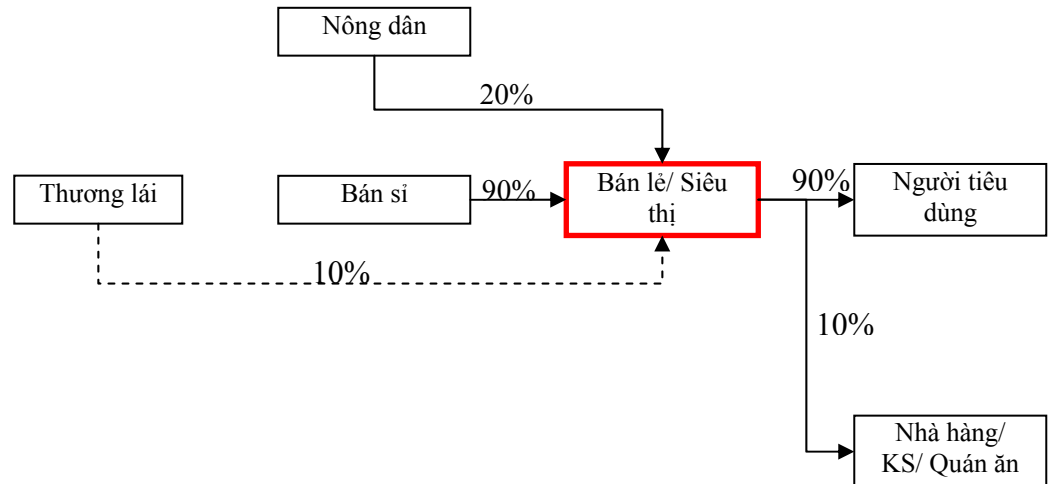 Nông dân
20%
Thương lái
Bán sỉ
90%
Bán lẻ/ Siêu
thị
90%
Người tiêu
dùng
10%
10%
Nhà hàng/
KS/ Quán ăn